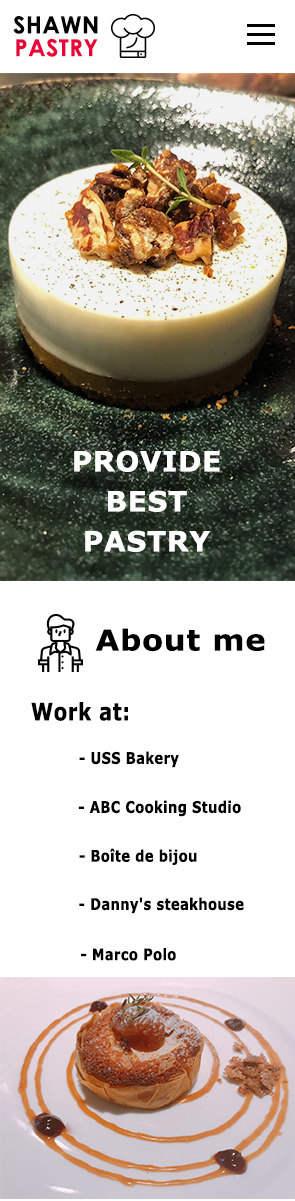 SHAWN
PASTRY
PROVIDE
BEST
PASTRY
About me
Work at:
- USS Bakery
- ABC Cooking Studio
- Boîte de bijou
- Danny's steakhouse
- Marco Polo